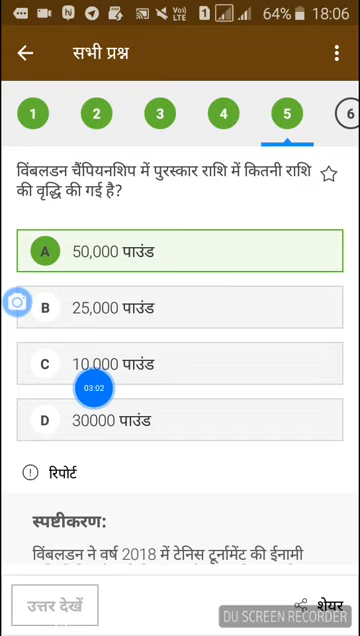 64% 18:06
सभी प्रश्न
1 2 3 4 5 6
विंबलडन चैंपियनशिप में पुरस्कार राशि में कितनी राशि
की वृद्धि की गई है?
A 50,000 पाउंड
B 25,000 पाउंड
C 10,000 पाउंड
03:02
D 30000 पाउंड
रिपोर्ट
स्पष्टीकरण:
विंबलडन ने वर्ष 2018 में टेनिस टूर्नामेंट की ईनामी
उत्तर देखें
शेयर
DU SCREEN RECORDER